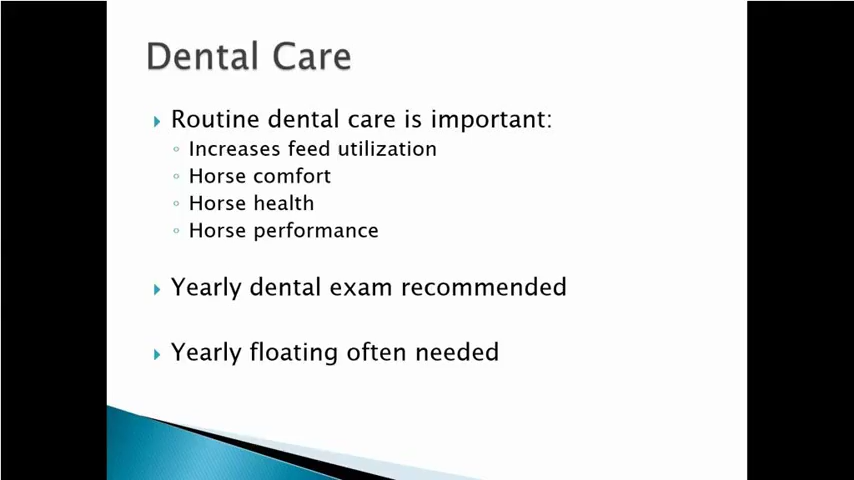 Dental Care
Routine dental care is important:
Increases feed utilization
Horse comfort
Horse health
Horse performance
Yearly dental exam recommended
Yearly floating often needed